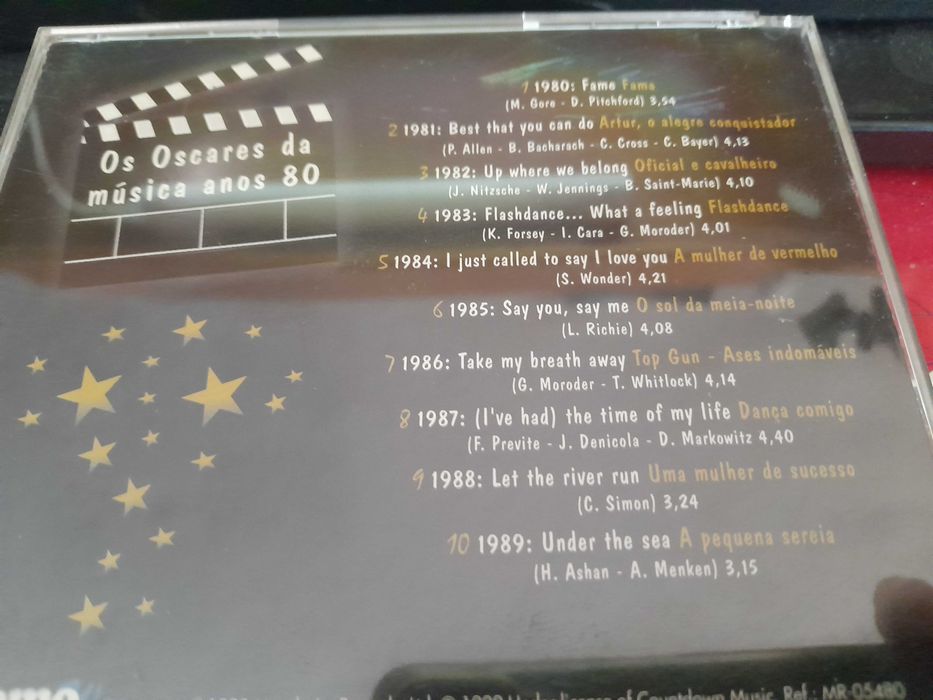 Os Oscares da
música anos 80
1 1980: Fame Fama
(M. Gore - D. Pitchford) 3,54
2 1981: Best that you can do Artur, o alegre conquistador
(P. Allen - B. Bacharach - C. Cross - C. Bayer) 4,13
3 1982: Up where we belong Oficial e cavalheiro
(J. Nitzsche - W. Jennings - B. Saint-Marie) 4,10
4 1983: Flashdance... What a feeling Flashdance
(K. Forsey - I. Cara - G. Moroder) 4,01
5 1984: I just called to say I love you A mulher de vermelho
(S. Wonder) 4,21
6 1985: Say you, say me O sol da meia-noite
(L. Richie) 4,08
7 1986: Take my breath away Top Gun - Ases indomáveis
(G. Moroder - T. Whitlock) 4,14
8 1987: (I've had) the time of my life Dança comigo
(F. Previte - J. Denicola - D. Markowitz 4,40
9 1988: Let the river run Uma mulher de sucesso
(C. Simon) 3,24
10 1989: Under the sea A pequena sereia
(H. Ashan - A. Menken) 3,15
of Countdown Music. Ref.: MR 05480